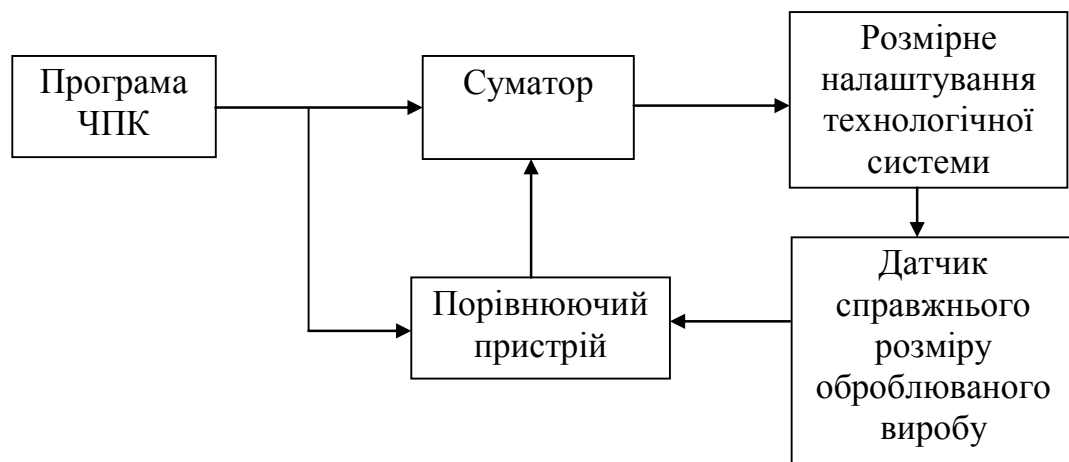 Програма
ЧПК
Суматор
Розмірне
налаштування
технологічної
системи
Порівнюючий
пристрій
Датчик
справжнього
розміру
оброблюваного
виробу